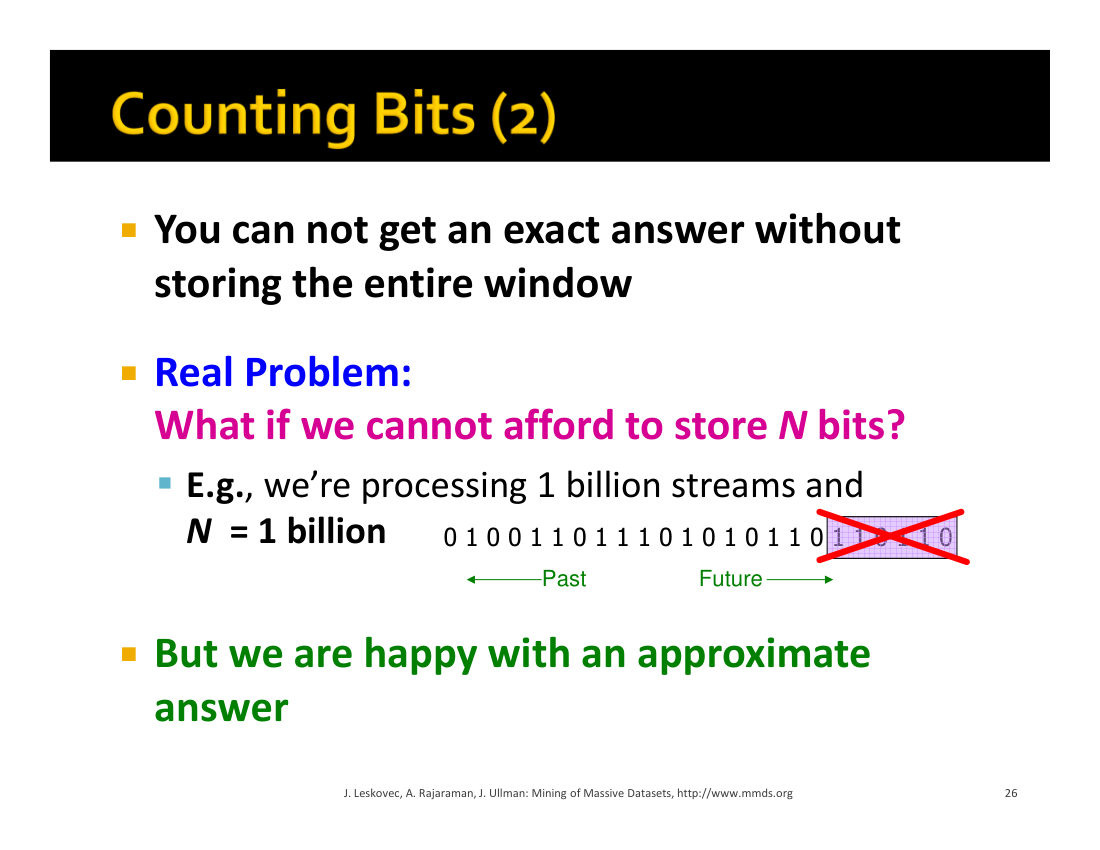 Counting Bits (2)
You can not get an exact answer without
storing the entire window
Real Problem:
What if we cannot afford to store N bits?
E.g., we’re processing 1 billion streams and
N = 1 billion
0 1 0 0 1 1 0 1 1 1 0 1 0 1 0 1 1 0 1 1 0 1 1 0
Past Future
But we are happy with an approximate
answer
J. Leskovec, A. Rajaraman, J. Ullman: Mining of Massive Datasets, http://www.mmds.org 26